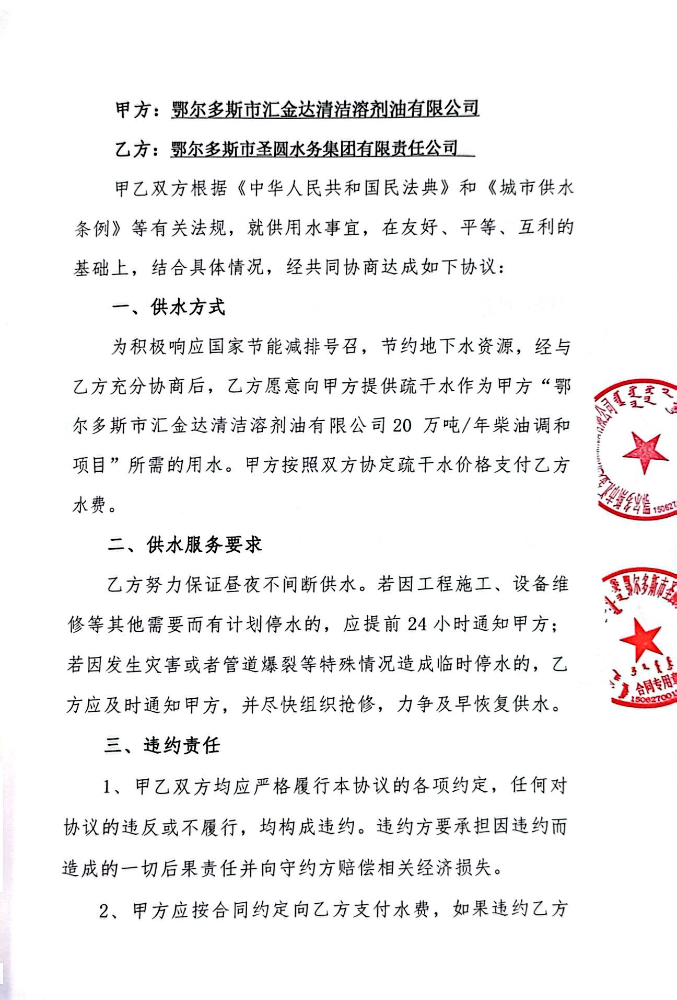 甲方：鄂尔多斯市汇金达清洁溶剂油有限公司
乙方：鄂尔多斯市圣圆水务集团有限责任公司
甲乙双方根据《中华人民共和国民法典》和《城市供水
条例》等有关法规，就供用水事宜，在友好、平等、互利的
基础上，结合具体情况，经共同协商达成如下协议：
一、供水方式
为积极响应国家节能减排号召，节约地下水资源，经与
乙方充分协商后，乙方愿意向甲方提供疏干水作为甲方“鄂
尔多斯市汇金达清洁溶剂油有限公司20 万吨/年柴油调和
项目”所需的用水。甲方按照双方协定疏干水价格支付乙方
水费。
二、供水服务要求
乙方努力保证昼夜不间断供水。若因工程施工、设备维
修等其他需要而有计划停水的，应提前24小时通知甲方；
若因发生灾害或者管道爆裂等特殊情况造成临时停水的，乙
方应及时通知甲方，并尽快组织抢修，力争及早恢复供水。
三、违约责任
1、甲乙双方均应严格履行本协议的各项约定，任何对
协议的违反或不履行，均构成违约。违约方要承担因违约而
造成的一切后果责任并向守约方赔偿相关经济损失。
2、甲方应按合同约定向乙方支付水费，如果违约乙方
鄂尔多斯市汇金
公司
150627
鄂尔多斯市圣
合同专用章
150627001